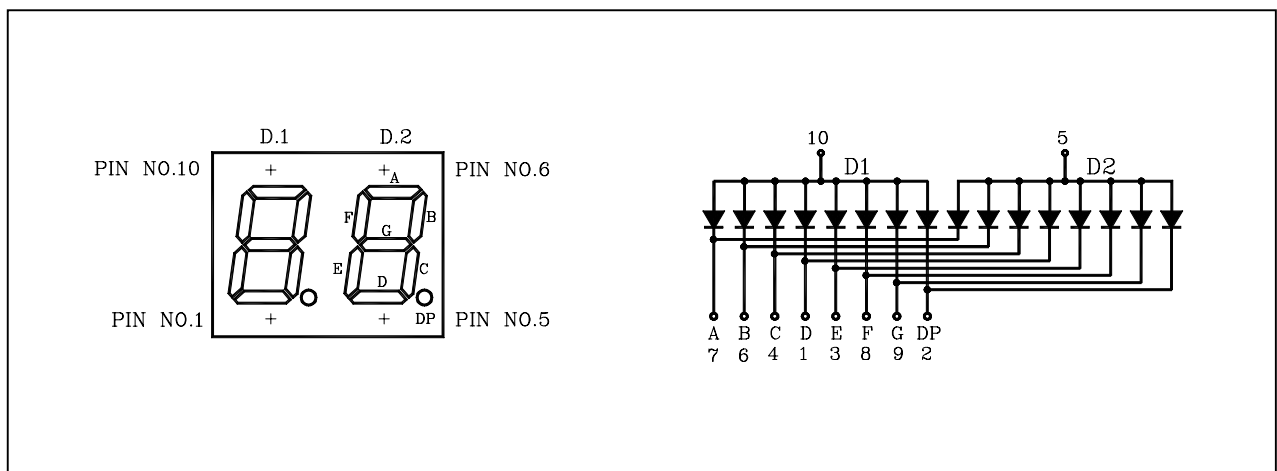 D.1 D.2
PIN NO.10 PIN NO.6
A
F B
G
E C
D
DP
PIN NO.1 PIN NO.5
10 5
D1 D2
A B C D E F G DP
7 6 4 1 3 8 9 2